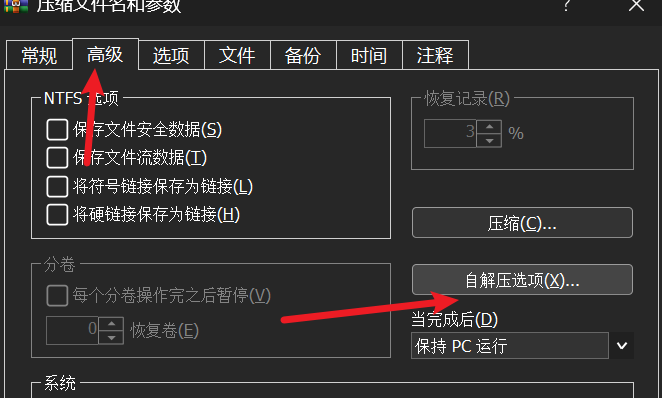 压缩文件名和参数
常规 高级 选项 文件 备份 时间 注释
NTFS 选项
保存文件安全数据(S)
保存文件流数据(T)
将符号链接保存为链接(L)
将硬链接保存为链接(H)
恢复记录(R)
3 %
压缩(C)...
分卷
每个分卷操作完之后暂停(V)
0 恢复卷(E)
自解压选项(X)...
当完成后(D)
保持 PC 运行
系统